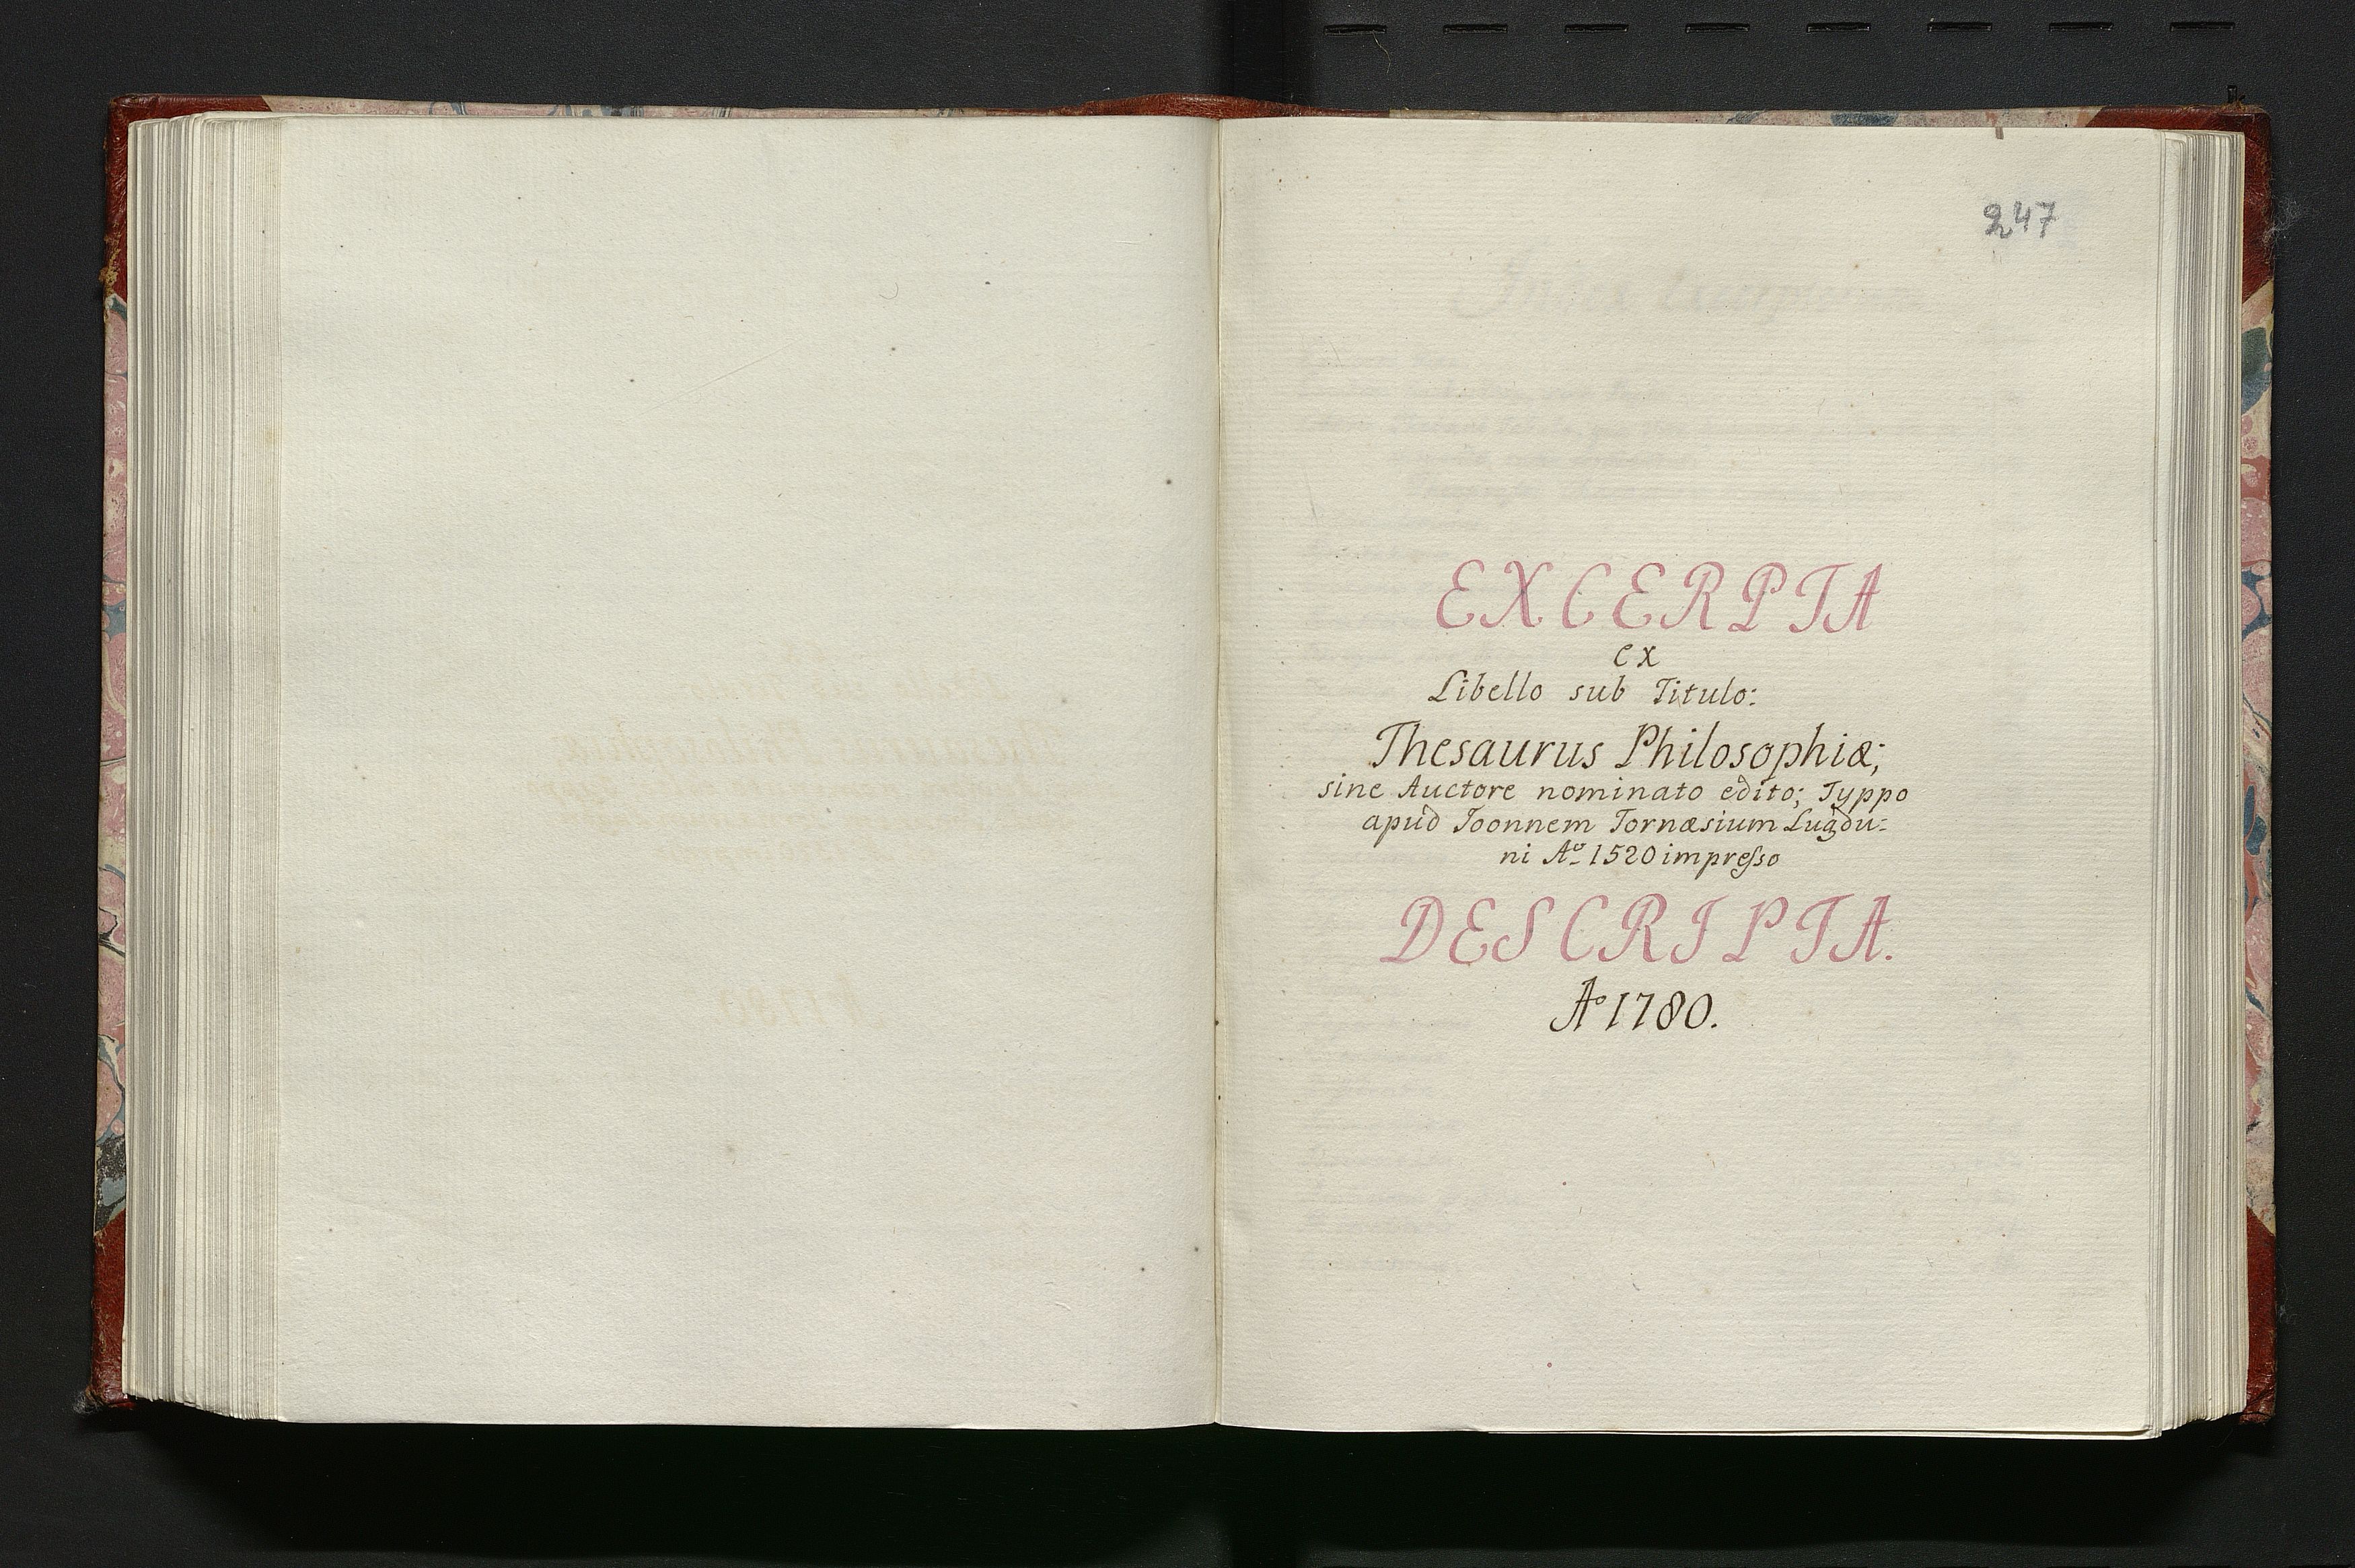 247
EXCERPTA
ex
Libello sub Titulo:
Thesaurus Philosophiæ;
sine Auctore nominato edito; Typpo
apud Joonnem Tornæsium Lugdu:
ni Aº 1520 impresso
DESCRIPTA.
Aº 1780.